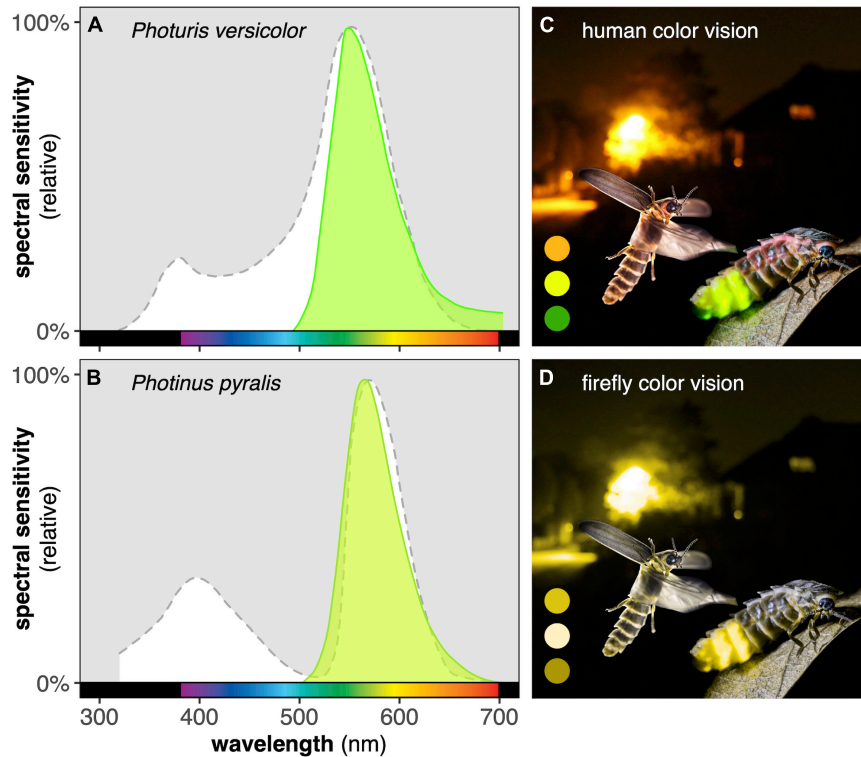 A
Photuris versicolor
100%
0%
spectral sensitivity
(relative)
B
Photinus pyralis
100%
0%
spectral sensitivity
(relative)
300 400 500 600 700
wavelength (nm)
C
human color vision
D
firefly color vision